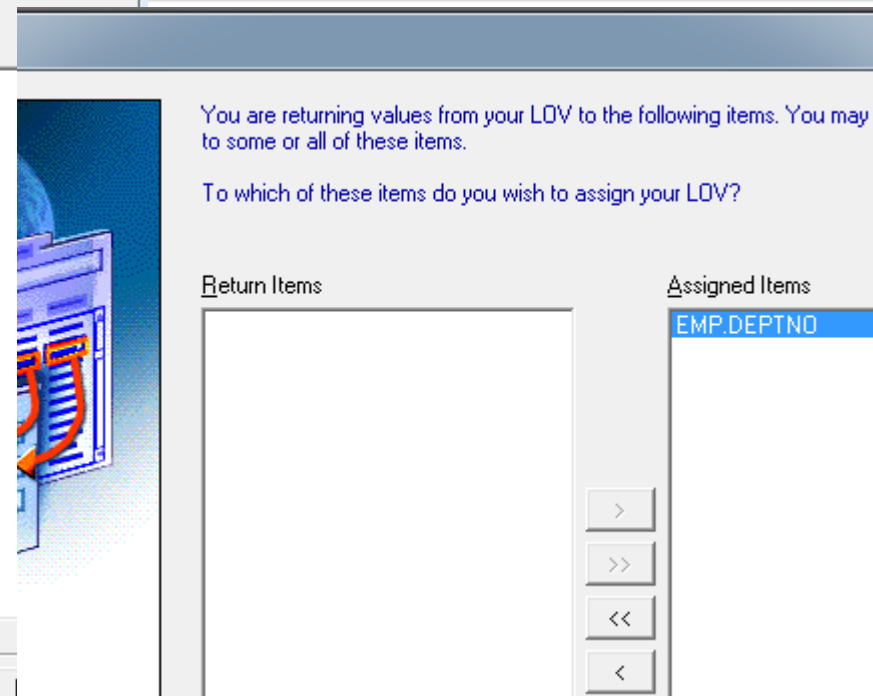 You are returning values from your LOV to the following items. You may
to some or all of these items.
To which of these items do you wish to assign your LOV?
Return Items
Assigned Items
EMP.DEPTNO
>
>>
<<
<